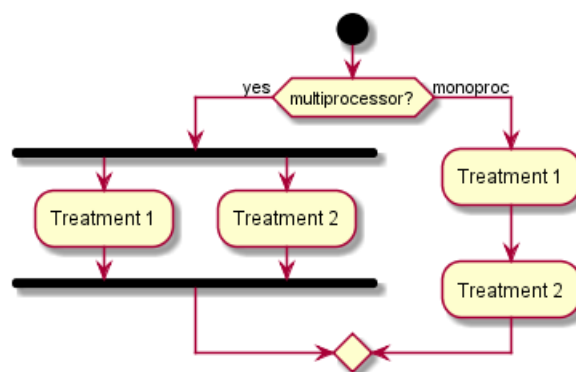 yes
multiprocessor?
monoproc
Treatment 1
Treatment 2
Treatment 1
Treatment 2